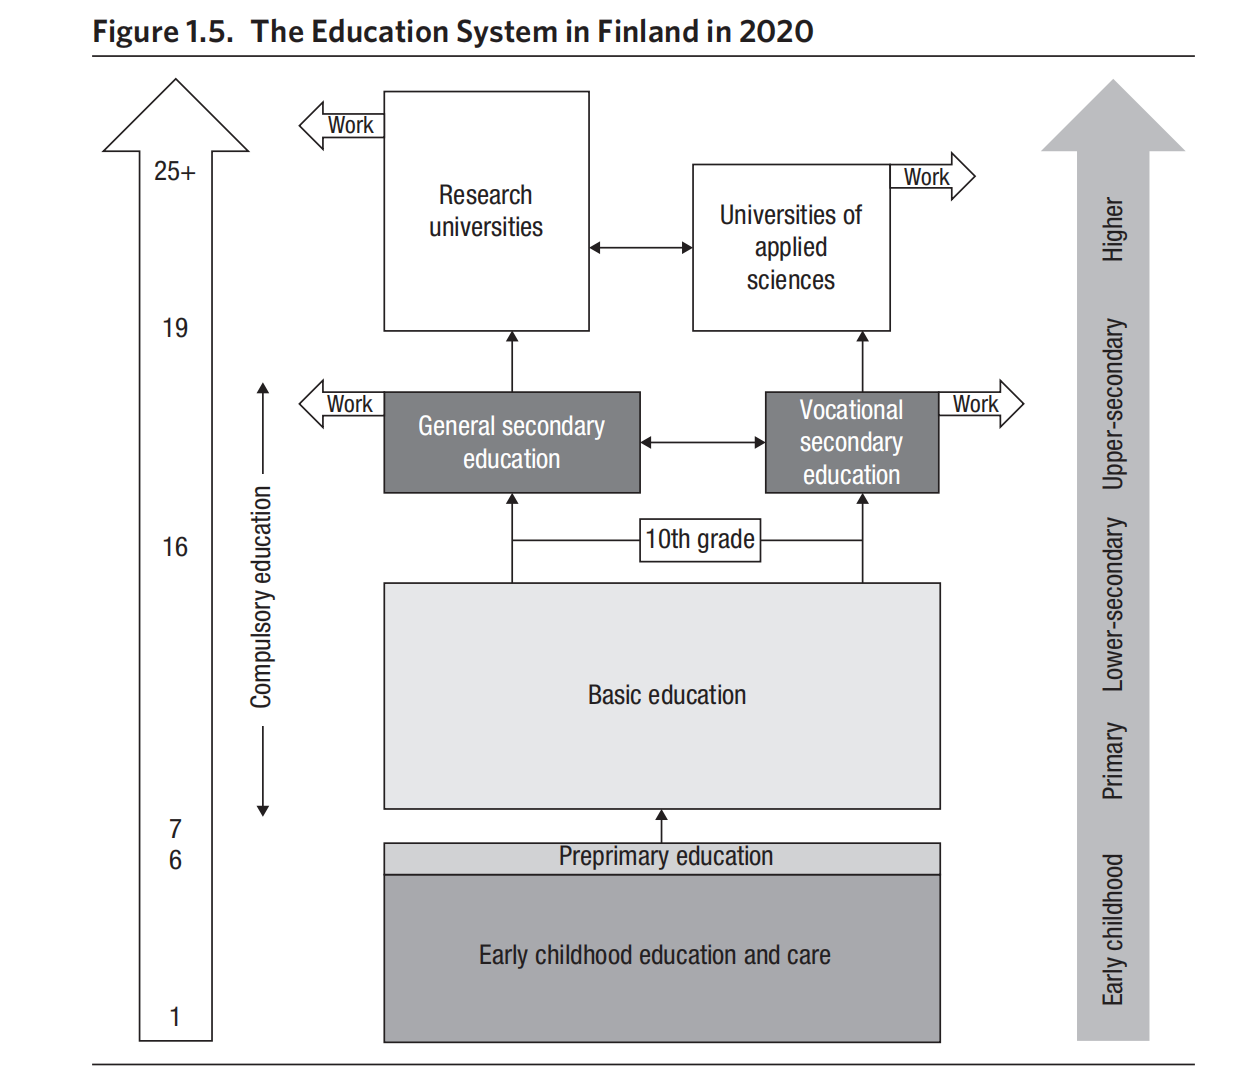 Figure 1.5. The Education System in Finland in 2020
25+
19
16
7
6
1
Compulsory education
Work
Research
universities
Universities of
applied
sciences
Work
Work
General secondary
education
Vocational
secondary
education
Work
10th grade
Basic education
Preprimary education
Early childhood education and care
Higher
Upper-secondary
Lower-secondary
Primary
Early childhood